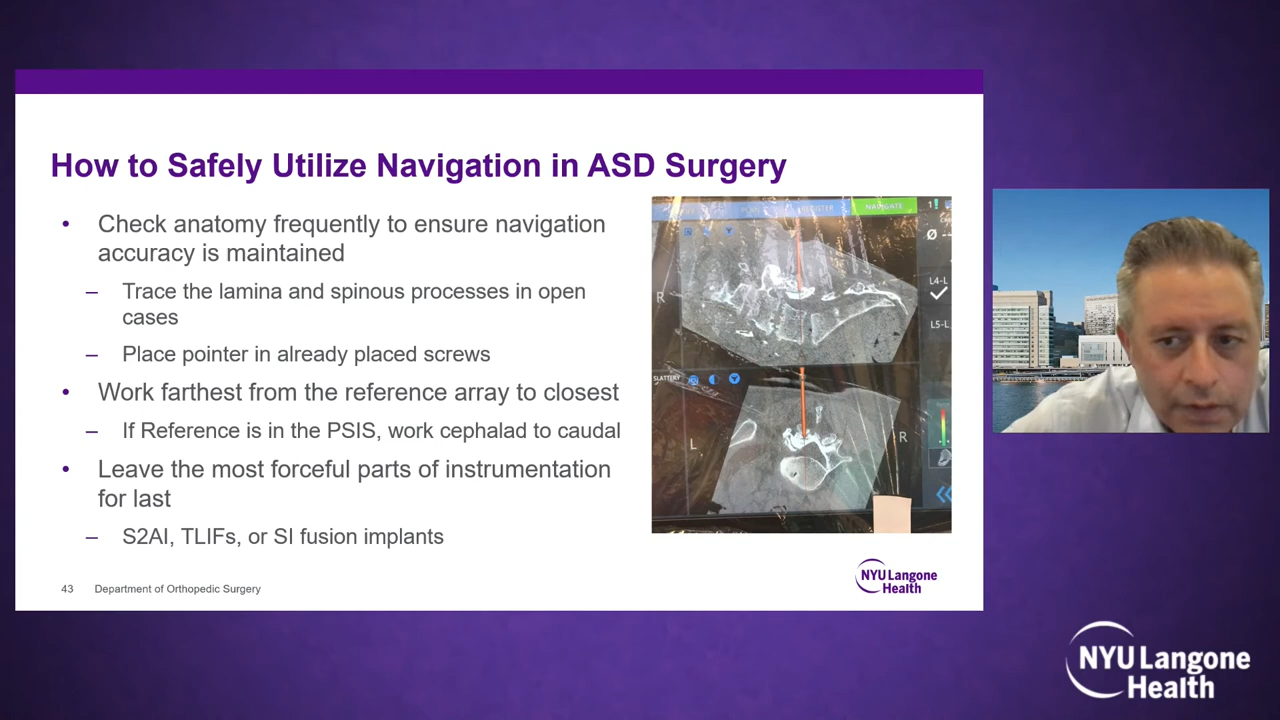 How to Safely Utilize Navigation in ASD Surgery
• Check anatomy frequently to ensure navigation
accuracy is maintained
– Trace the lamina and spinous processes in open
cases
– Place pointer in already placed screws
• Work farthest from the reference array to closest
– If Reference is in the PSIS, work cephalad to caudal
• Leave the most forceful parts of instrumentation
for last
– S2AI, TLIFs, or SI fusion implants
NAVIGATE
R
L4-L
L5-L
SLATTERY
L
R
43 Department of Orthopedic Surgery
NYU Langone
Health
NYU Langone
Health